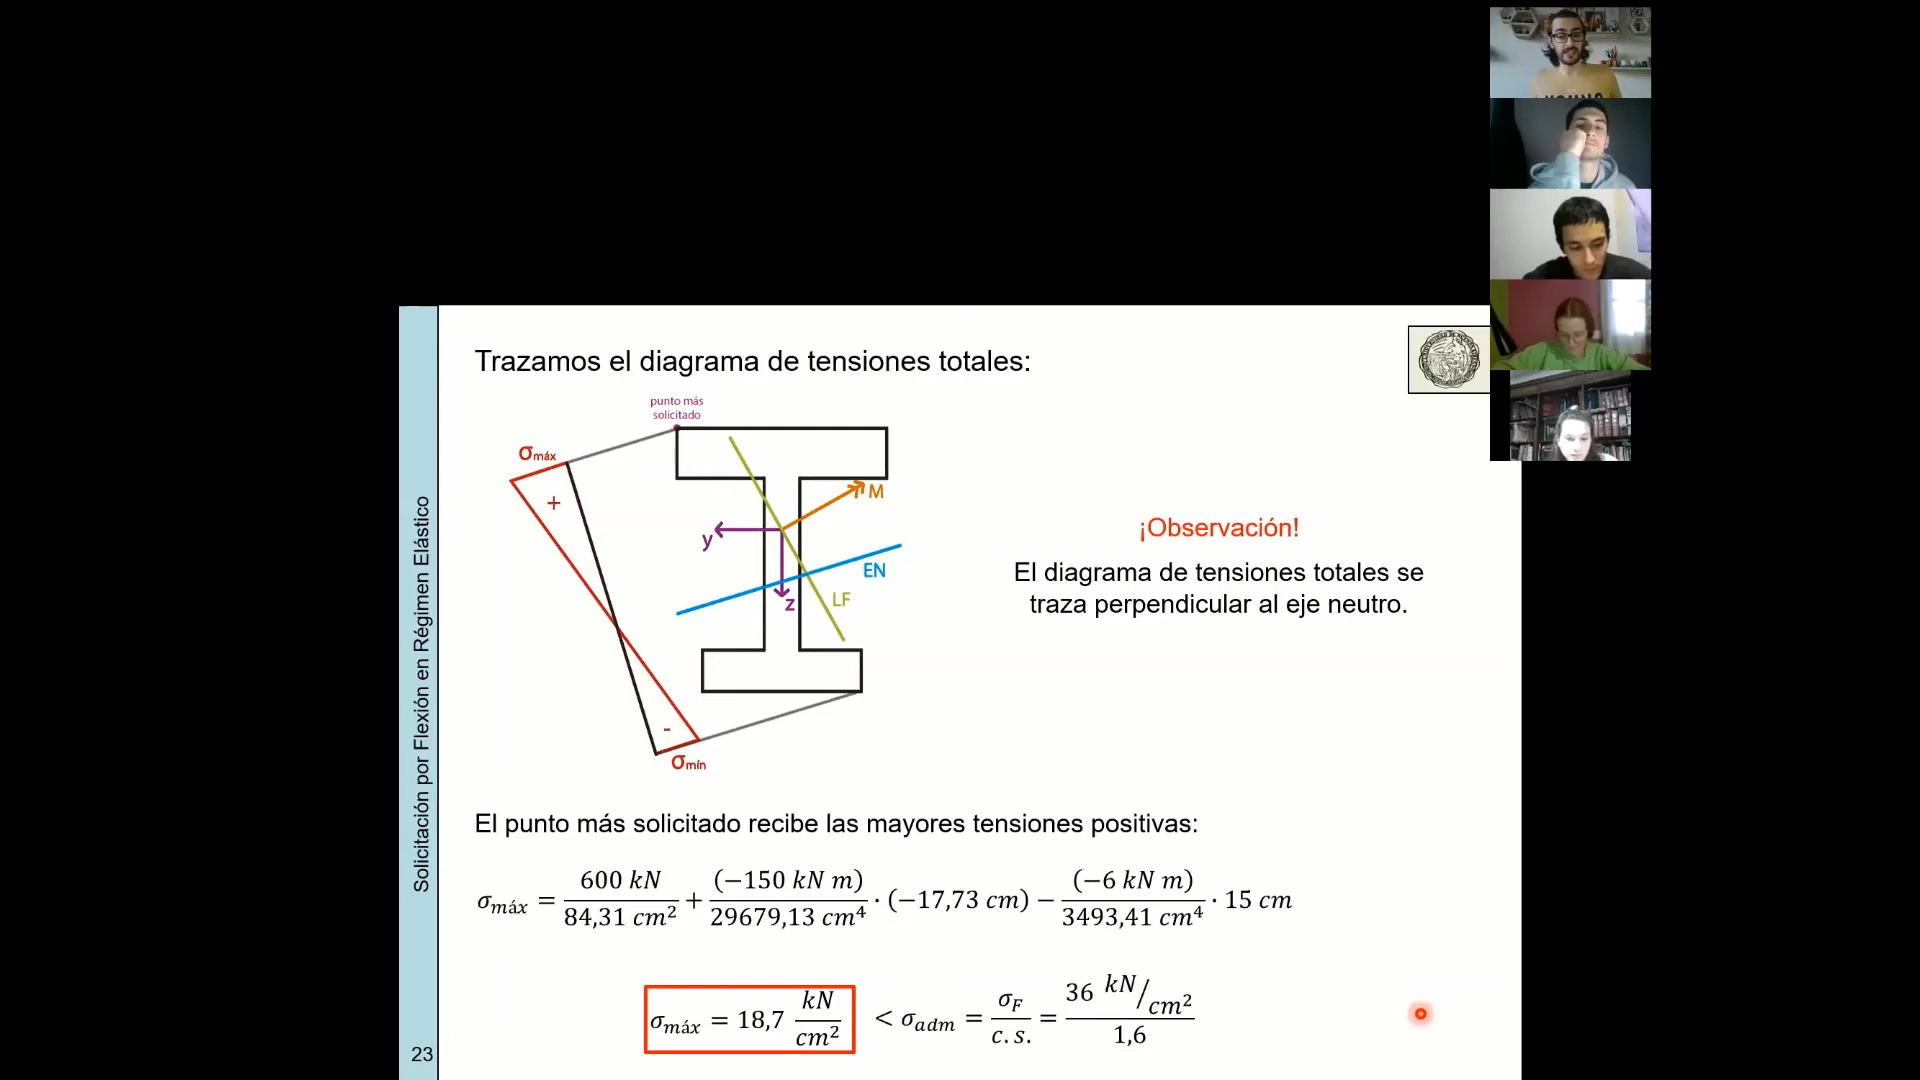 Trazamos el diagrama de tensiones totales:
punto más
solicitado
σmáx
+
M
y
EN
z
LF
-
σmín
¡Observación!
El diagrama de tensiones totales se
traza perpendicular al eje neutro.
Solicitación por Flexión en Régimen Elástico
El punto más solicitado recibe las mayores tensiones positivas:
σmáx = 600 kN / 84,31 cm² + (−150 kN m) / 29679,13 cm⁴ · (−17,73 cm) − (−6 kN m) / 3493,41 cm⁴ · 15 cm
σmáx = 18,7 kN / cm² < σadm = σF / c.s. = 36 kN/cm² / 1,6
23